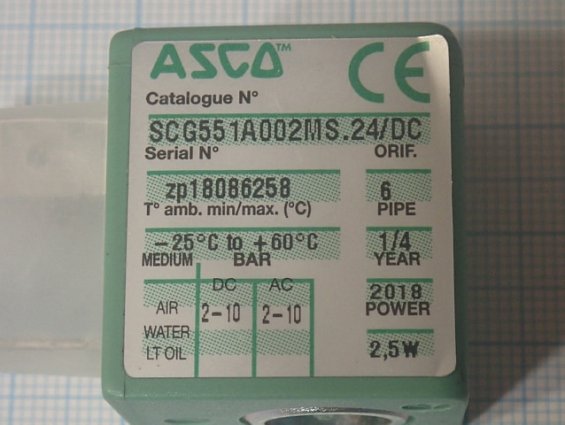 ASCO™ CE
Catalogue N°
SCG551A002MS.24/DC
Serial N° ORIF.
zp18086258 6
T° amb. min/max. (°C) PIPE
-25°C to +60°C 1/4
MEDIUM BAR YEAR
DC AC 2018
AIR 2-10 2-10 POWER
WATER
LT OIL 2,5W